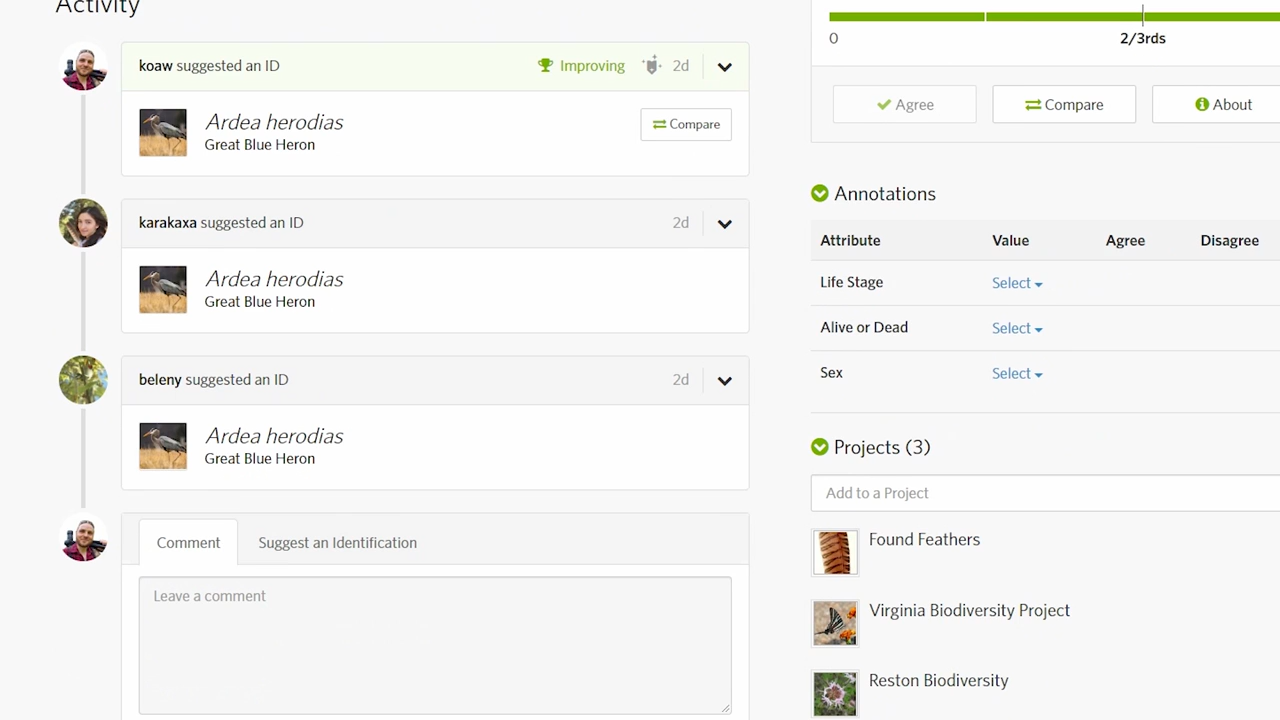 Activity
koaw suggested an ID Improving 2d
Ardea herodias
Great Blue Heron
Compare
karakaxa suggested an ID 2d
Ardea herodias
Great Blue Heron
beleny suggested an ID 2d
Ardea herodias
Great Blue Heron
Comment Suggest an Identification
Leave a comment
0 2/3rds
Agree Compare About
Annotations
Attribute Value Agree Disagree
Life Stage Select
Alive or Dead Select
Sex Select
Projects (3)
Add to a Project
Found Feathers
Virginia Biodiversity Project
Reston Biodiversity